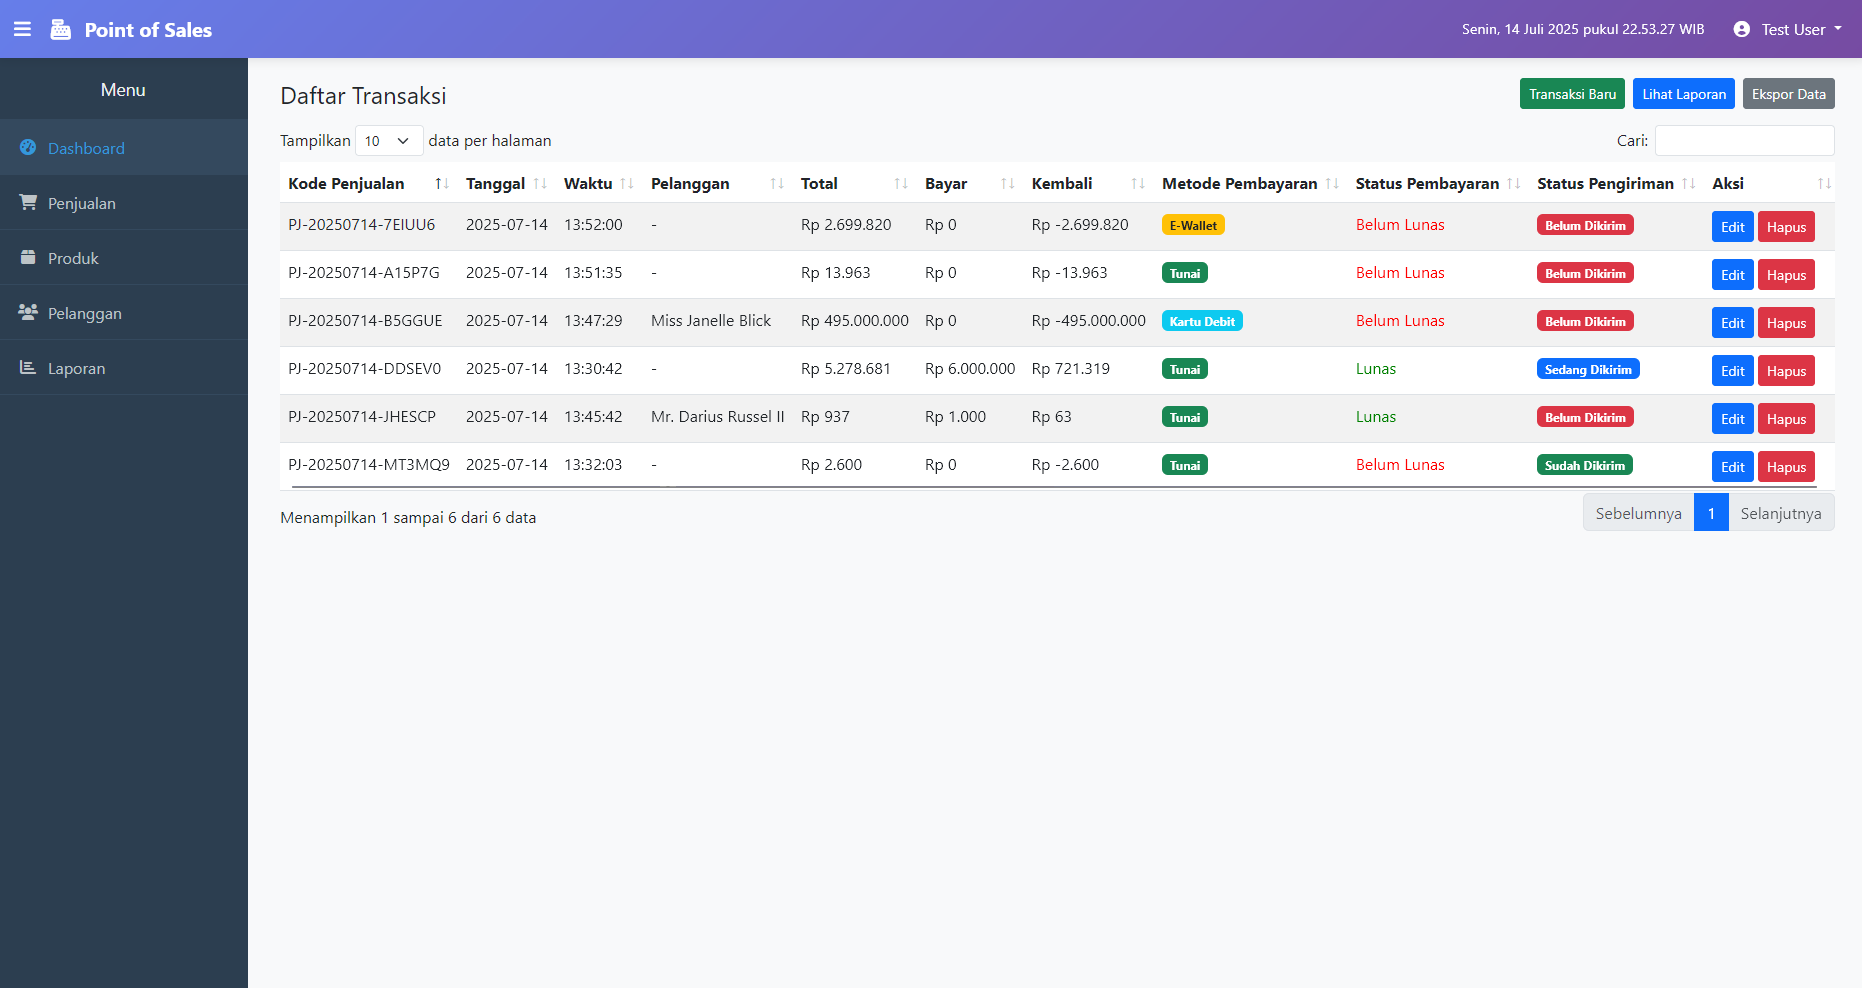 Point of Sales
Senin, 14 Juli 2025 pukul 22.53.27 WIB
Test User
Menu
Dashboard
Penjualan
Produk
Pelanggan
Laporan
Daftar Transaksi
Transaksi Baru Lihat Laporan Ekspor Data
Tampilkan 10 data per halaman
Cari:
Kode Penjualan Tanggal Waktu Pelanggan Total Bayar Kembali Metode Pembayaran Status Pembayaran Status Pengiriman Aksi
PJ-20250714-7EIUU6 2025-07-14 13:52:00 - Rp 2.699.820 Rp 0 Rp -2.699.820 E-Wallet Belum Lunas Belum Dikirim Edit Hapus
PJ-20250714-A15P7G 2025-07-14 13:51:35 - Rp 13.963 Rp 0 Rp -13.963 Tunai Belum Lunas Belum Dikirim Edit Hapus
PJ-20250714-B5GGUE 2025-07-14 13:47:29 Miss Janelle Blick Rp 495.000.000 Rp 0 Rp -495.000.000 Kartu Debit Belum Lunas Belum Dikirim Edit Hapus
PJ-20250714-DDSEV0 2025-07-14 13:30:42 - Rp 5.278.681 Rp 6.000.000 Rp 721.319 Tunai Lunas Sedang Dikirim Edit Hapus
PJ-20250714-JHESCP 2025-07-14 13:45:42 Mr. Darius Russel II Rp 937 Rp 1.000 Rp 63 Tunai Lunas Belum Dikirim Edit Hapus
PJ-20250714-MT3MQ9 2025-07-14 13:32:03 - Rp 2.600 Rp 0 Rp -2.600 Tunai Belum Lunas Sudah Dikirim Edit Hapus
Menampilkan 1 sampai 6 dari 6 data
Sebelumnya 1 Selanjutnya